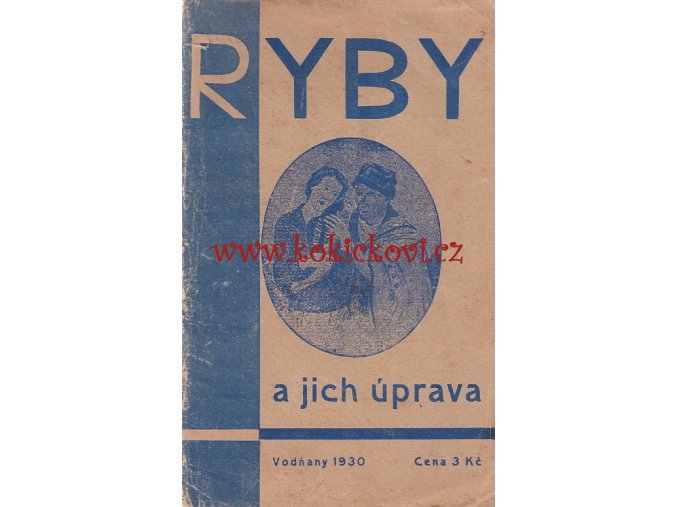 RYBY
www.kokickovi.cz
a jich úprava
Vodňany 1930 Cena 3 Kč